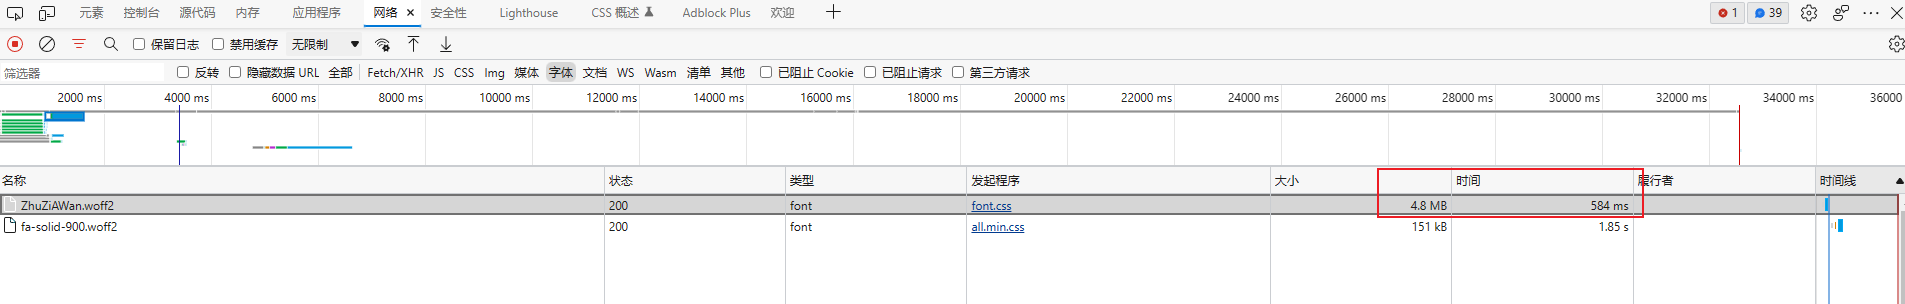 元素 控制台 源代码 内存 应用程序 网络 安全性 Lighthouse CSS 概述 Adblock Plus 欢迎 1 39
保留日志 禁用缓存 无限制
筛选器 反转 隐藏数据 URL 全部 Fetch/XHR JS CSS Img 媒体 字体 文档 WS Wasm 清单 其他 已阻止 Cookie 已阻止请求 第三方请求
2000 ms 4000 ms 6000 ms 8000 ms 10000 ms 12000 ms 14000 ms 16000 ms 18000 ms 20000 ms 22000 ms 24000 ms 26000 ms 28000 ms 30000 ms 32000 ms 34000 ms 36000
名称 状态 类型 发起程序 大小 时间 履行者 时间线
ZhuZiAWan.woff2 200 font font.css 4.8 MB 584 ms
fa-solid-900.woff2 200 font all.min.css 151 kB 1.85 s